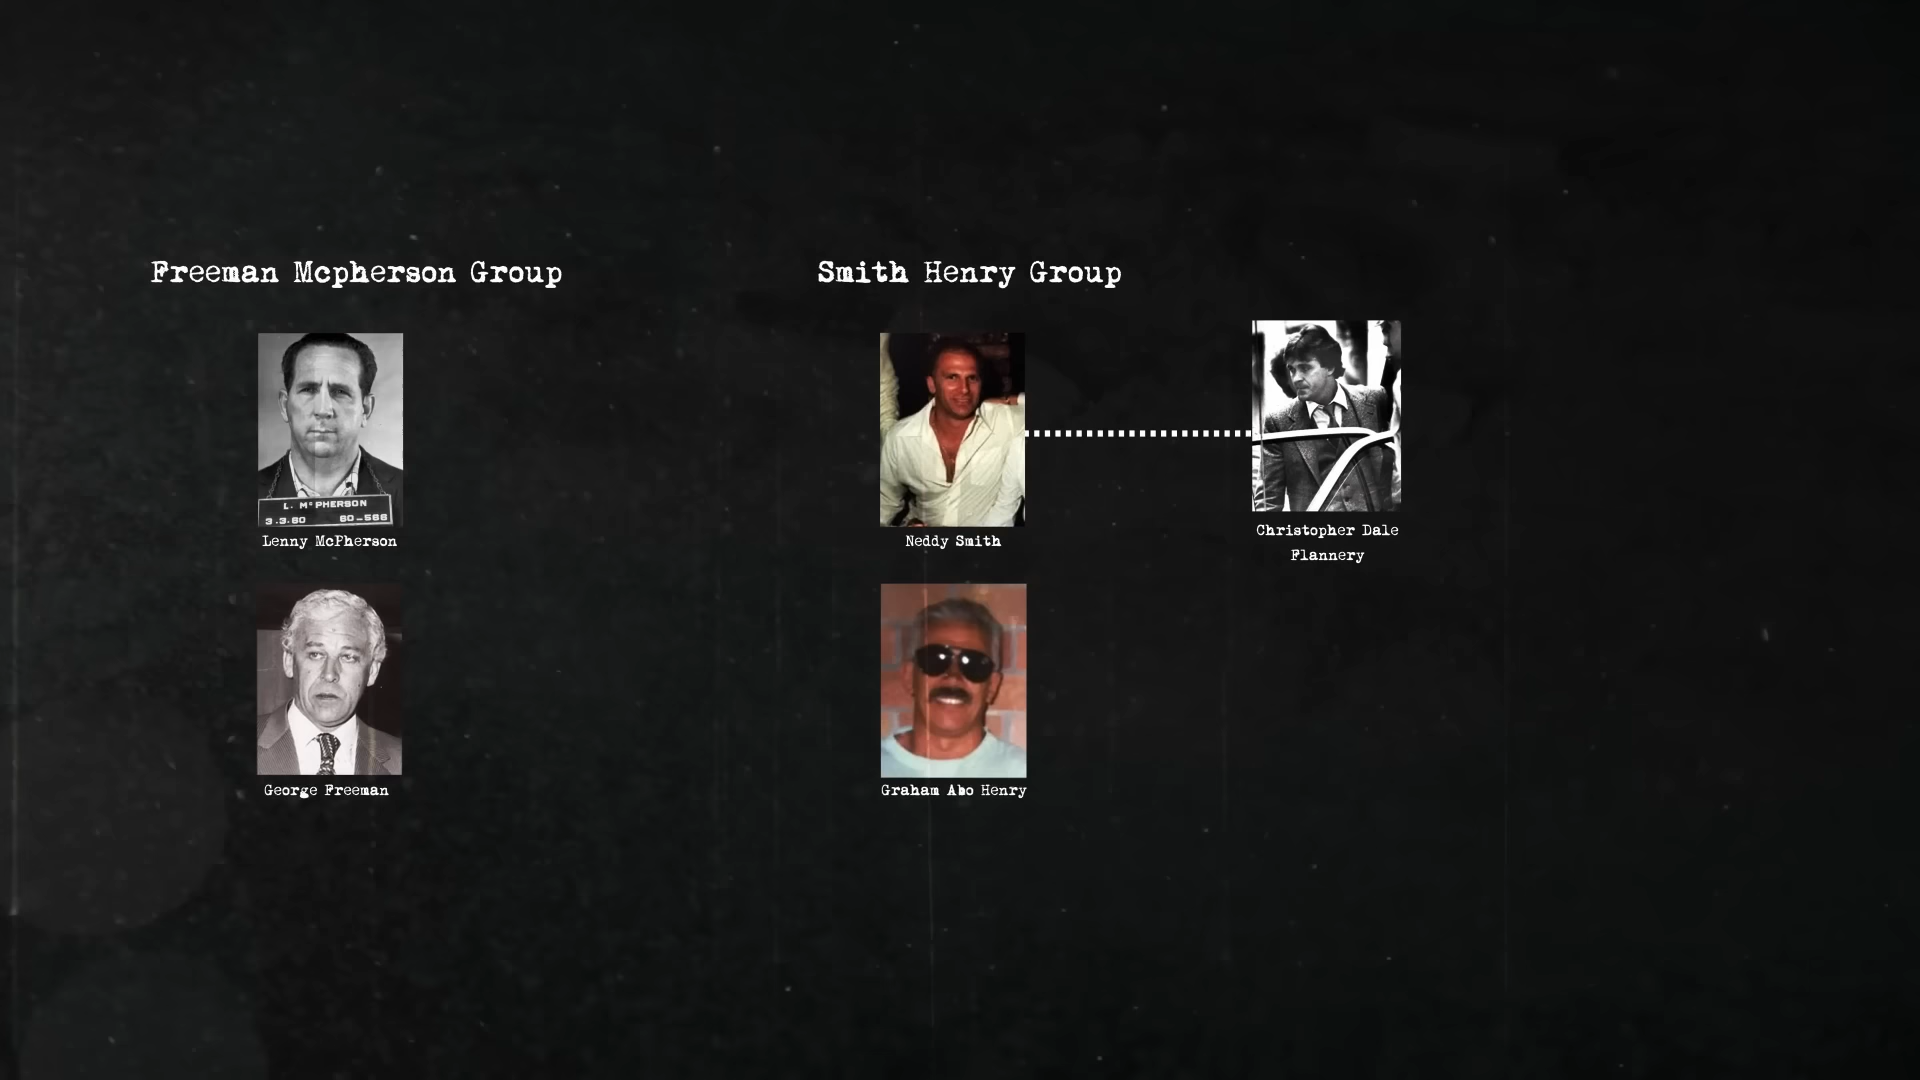 Freeman Mcpherson Group
Smith Henry Group
L. McPHERSON
3.3.60 60-588
Lenny McPherson
Neddy Smith
Christopher Dale
Flannery
George Freeman
Graham Abo Henry